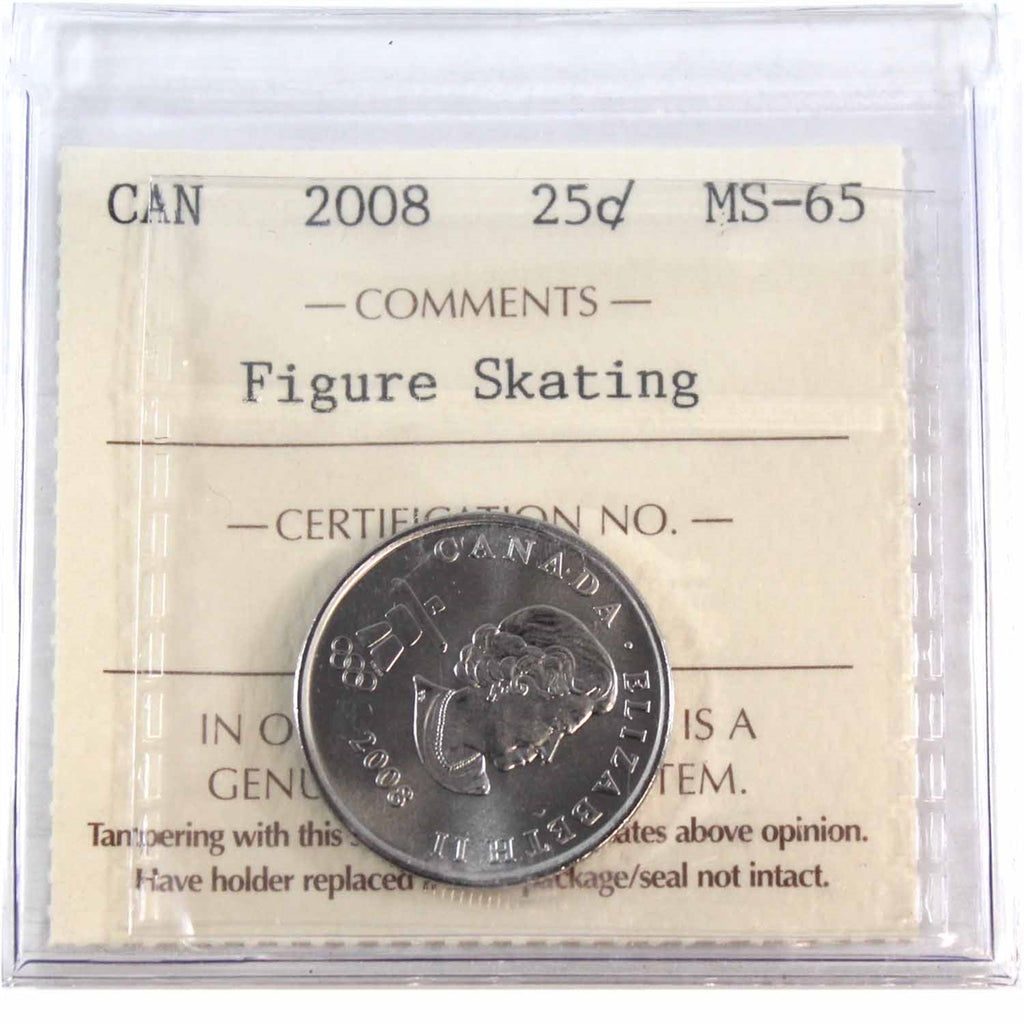 CAN 2008 25¢ MS-65
— COMMENTS —
Figure Skating
— CERTIFICATION NO. —
CANADA · ELIZABETH II
2008
IN O IS A
GENU TEM.
Tampering with this ates above opinion.
Have holder replaced package/seal not intact.